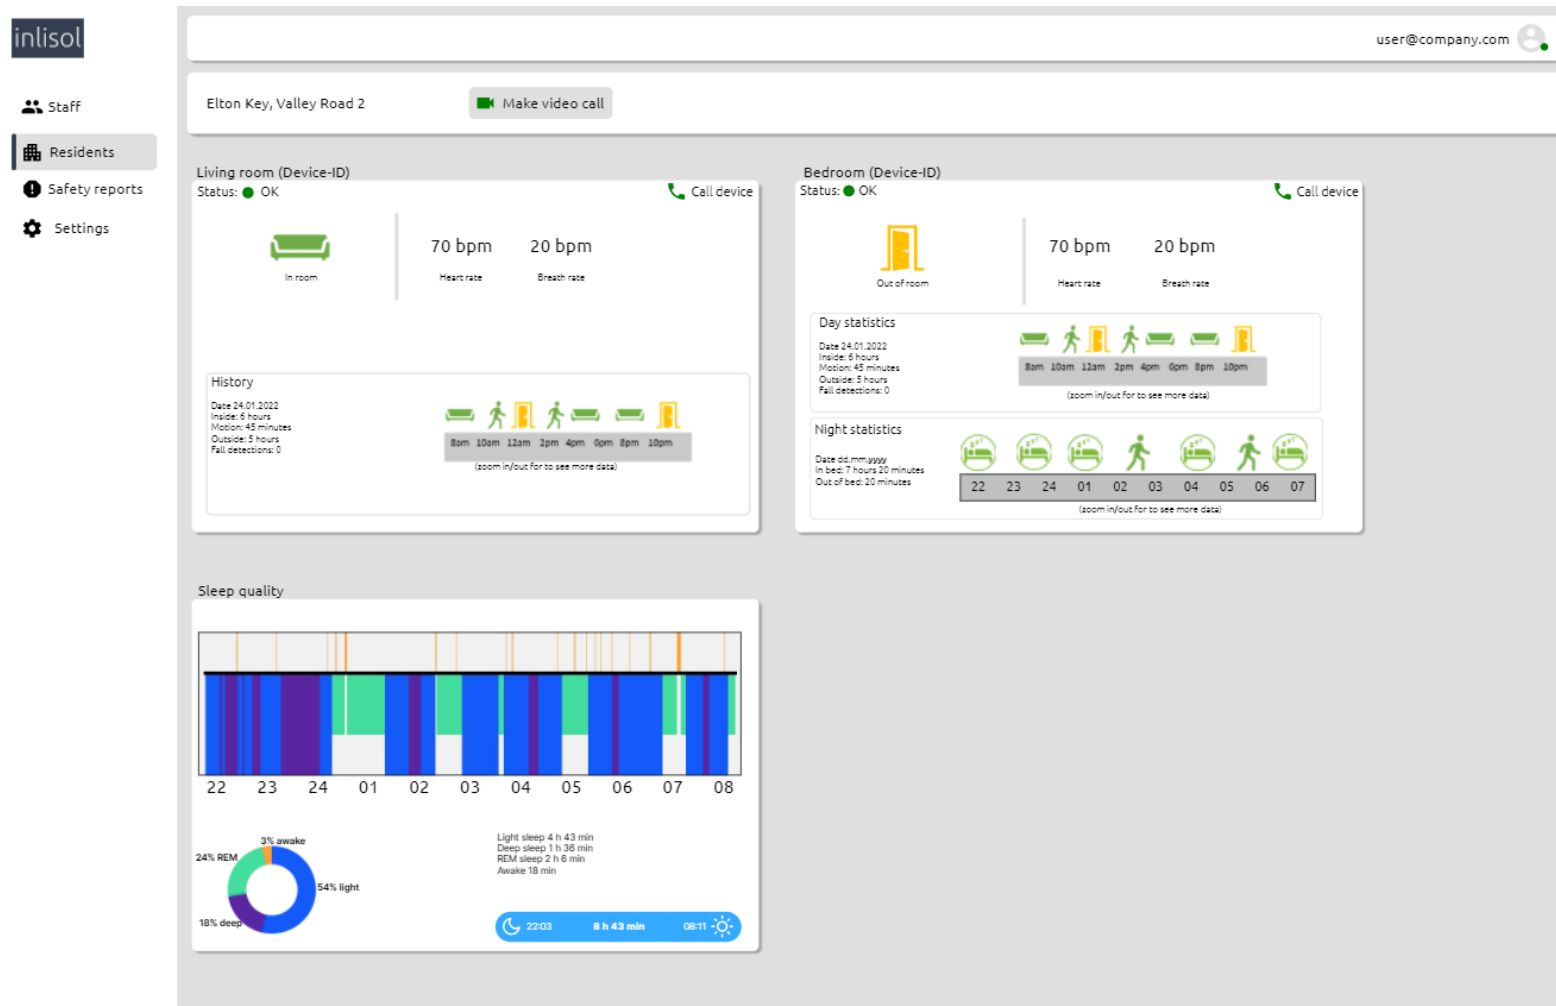 inlisol
user@company.com
Staff
Residents
Safety reports
Settings
Elton Key, Valley Road 2
Make video call
Living room (Device-ID)
Status: OK
Call device
In room
70 bpm
20 bpm
Heart rate
Breath rate
History
Date 24.01.2022
Inside: 6 hours
Motion: 45 minutes
Outside: 5 hours
Fall detections: 0
8am 10am 12am 2pm 4pm 6pm 8pm 10pm
(zoom in/out for to see more data)
Bedroom (Device-ID)
Status: OK
Call device
Out of room
70 bpm
20 bpm
Heart rate
Breath rate
Day statistics
Date 24.01.2022
Inside: 6 hours
Motion: 45 minutes
Outside: 5 hours
Fall detections: 0
8am 10am 12am 2pm 4pm 6pm 8pm 10pm
(zoom in/out for to see more data)
Night statistics
Date dd.mm.yyyy
In bed: 7 hours 20 minutes
Out of bed: 20 minutes
22 23 24 01 02 03 04 05 06 07
(zoom in/out for to see more data)
Sleep quality
22 23 24 01 02 03 04 05 06 07 08
3% awake
24% REM
54% light
18% deep
Light sleep 4 h 43 min
Deep sleep 1 h 36 min
REM sleep 2 h 6 min
Awake 18 min
22:03 8 h 43 min 08:11